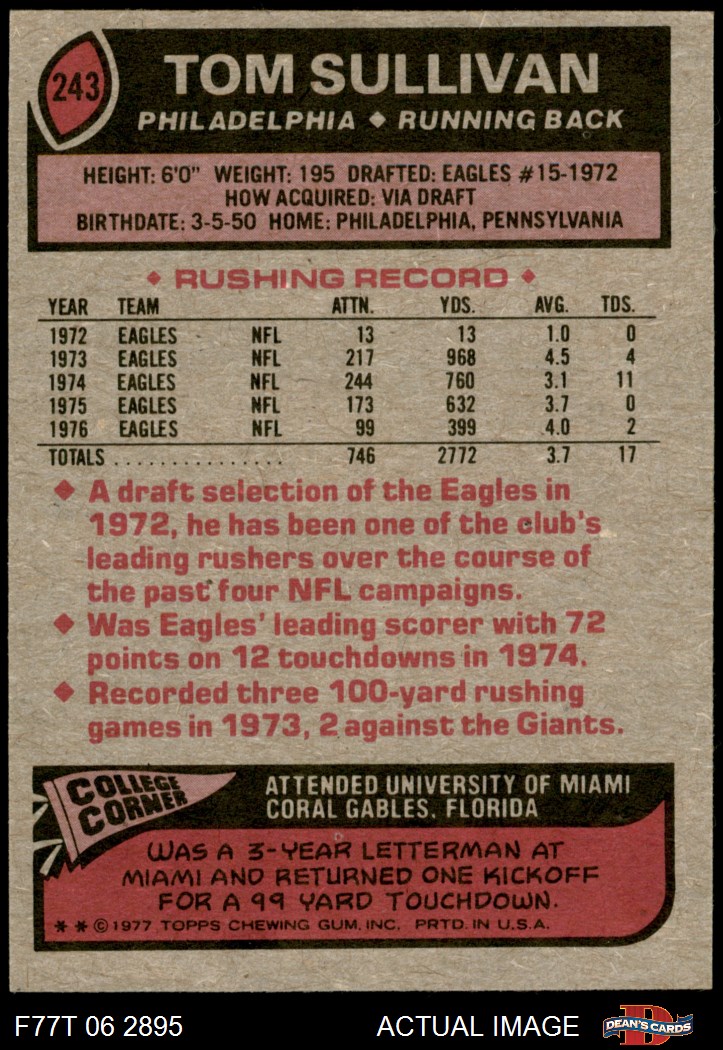 243
TOM SULLIVAN
PHILADELPHIA ◆ RUNNING BACK
HEIGHT: 6'0" WEIGHT: 195 DRAFTED: EAGLES #15-1972
HOW ACQUIRED: VIA DRAFT
BIRTHDATE: 3-5-50 HOME: PHILADELPHIA, PENNSYLVANIA
◆ RUSHING RECORD ◆
YEAR TEAM ATTN. YDS. AVG. TDS.
1972 EAGLES NFL 13 13 1.0 0
1973 EAGLES NFL 217 968 4.5 4
1974 EAGLES NFL 244 760 3.1 11
1975 EAGLES NFL 173 632 3.7 0
1976 EAGLES NFL 99 399 4.0 2
TOTALS . . . . . . . . . . . . . . . . 746 2772 3.7 17
◆ A draft selection of the Eagles in
1972, he has been one of the club's
leading rushers over the course of
the past four NFL campaigns.
◆ Was Eagles' leading scorer with 72
points on 12 touchdowns in 1974.
◆ Recorded three 100-yard rushing
games in 1973, 2 against the Giants.
COLLEGE
CORNER
ATTENDED UNIVERSITY OF MIAMI
CORAL GABLES, FLORIDA
WAS A 3-YEAR LETTERMAN AT
MIAMI AND RETURNED ONE KICKOFF
FOR A 99 YARD TOUCHDOWN.
* * © 1977 TOPPS CHEWING GUM, INC. PRTD. IN U.S.A.
F77T 06 2895 ACTUAL IMAGE
D
DEAN'S CARDS